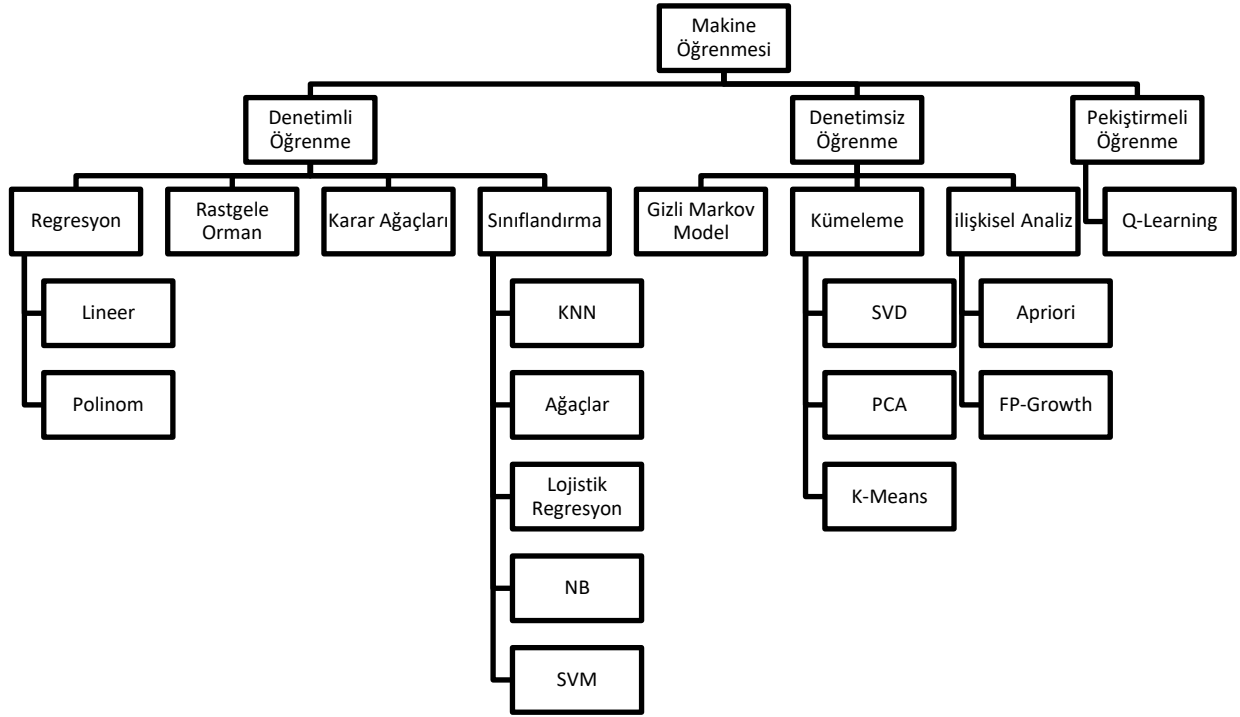 Makine
Öğrenmesi
Denetimli
Öğrenme
Denetimsiz
Öğrenme
Pekiştirmeli
Öğrenme
Regresyon
Rastgele
Orman
Karar Ağaçları
Sınıflandırma
Gizli Markov
Model
Kümeleme
ilişkisel Analiz
Q-Learning
Lineer
KNN
SVD
Apriori
Polinom
Ağaçlar
PCA
FP-Growth
Lojistik
Regresyon
K-Means
NB
SVM